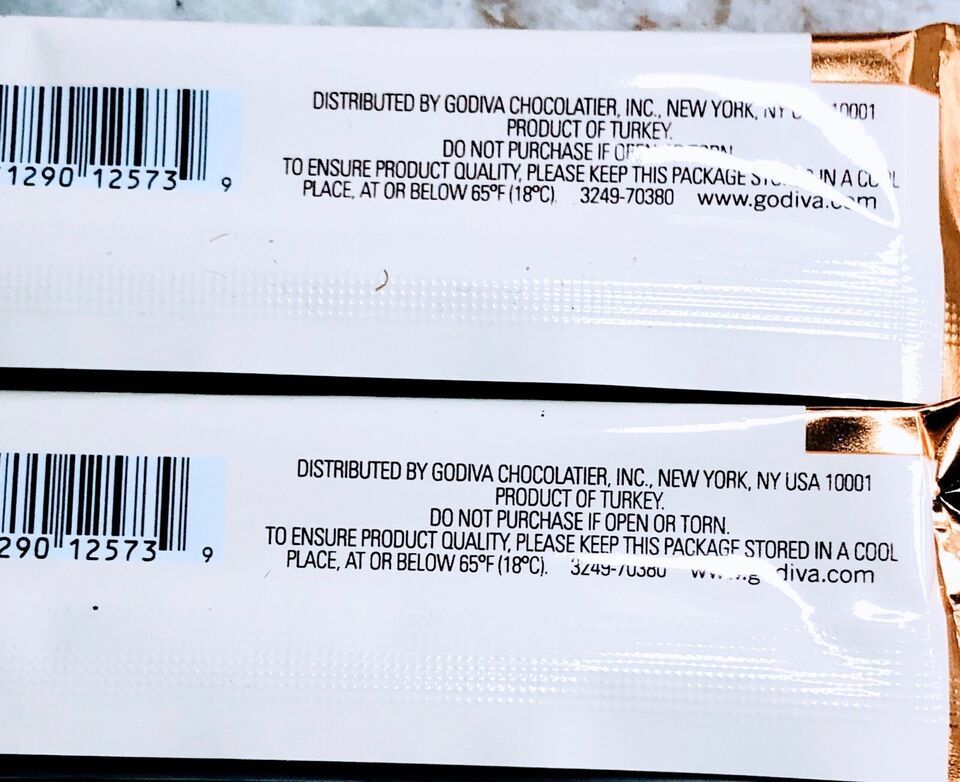 DISTRIBUTED BY GODIVA CHOCOLATIER, INC., NEW YORK, NY 10001
PRODUCT OF TURKEY.
DO NOT PURCHASE IF
TO ENSURE PRODUCT QUALITY, PLEASE KEEP THIS PACKAGE IN A
PLACE, AT OR BELOW 65°F (18°C). 3249-70380 www.godiva.com
1290 12573 9
DISTRIBUTED BY GODIVA CHOCOLATIER, INC., NEW YORK, NY USA 10001
PRODUCT OF TURKEY.
DO NOT PURCHASE IF OPEN OR TORN.
TO ENSURE PRODUCT QUALITY, PLEASE KEEP THIS PACKAGE STORED IN A COOL
PLACE, AT OR BELOW 65°F (18°C). 3249-70380 diva.com
290 12573 9